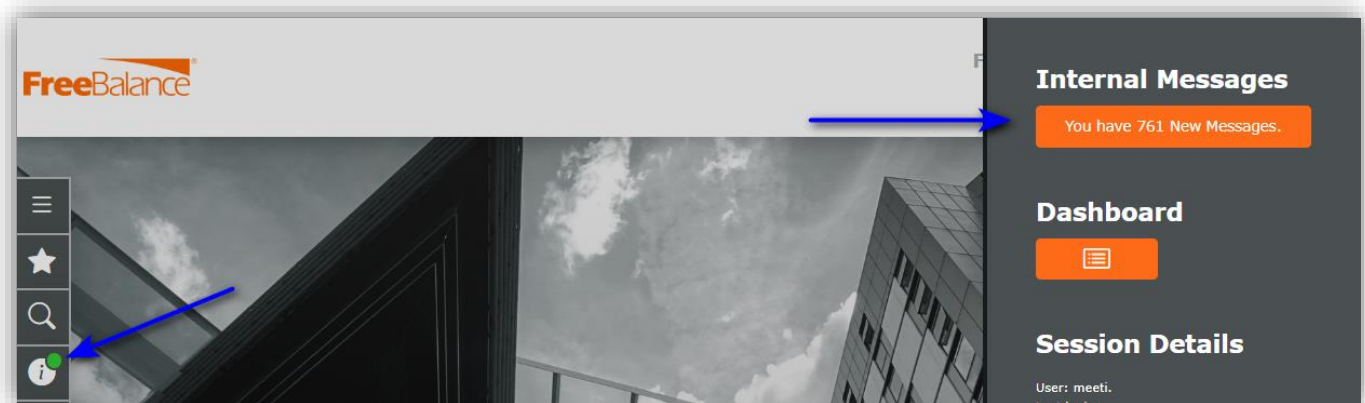 FreeBalance®
F
Internal Messages
You have 761 New Messages.
Dashboard
Session Details
User: meeti.